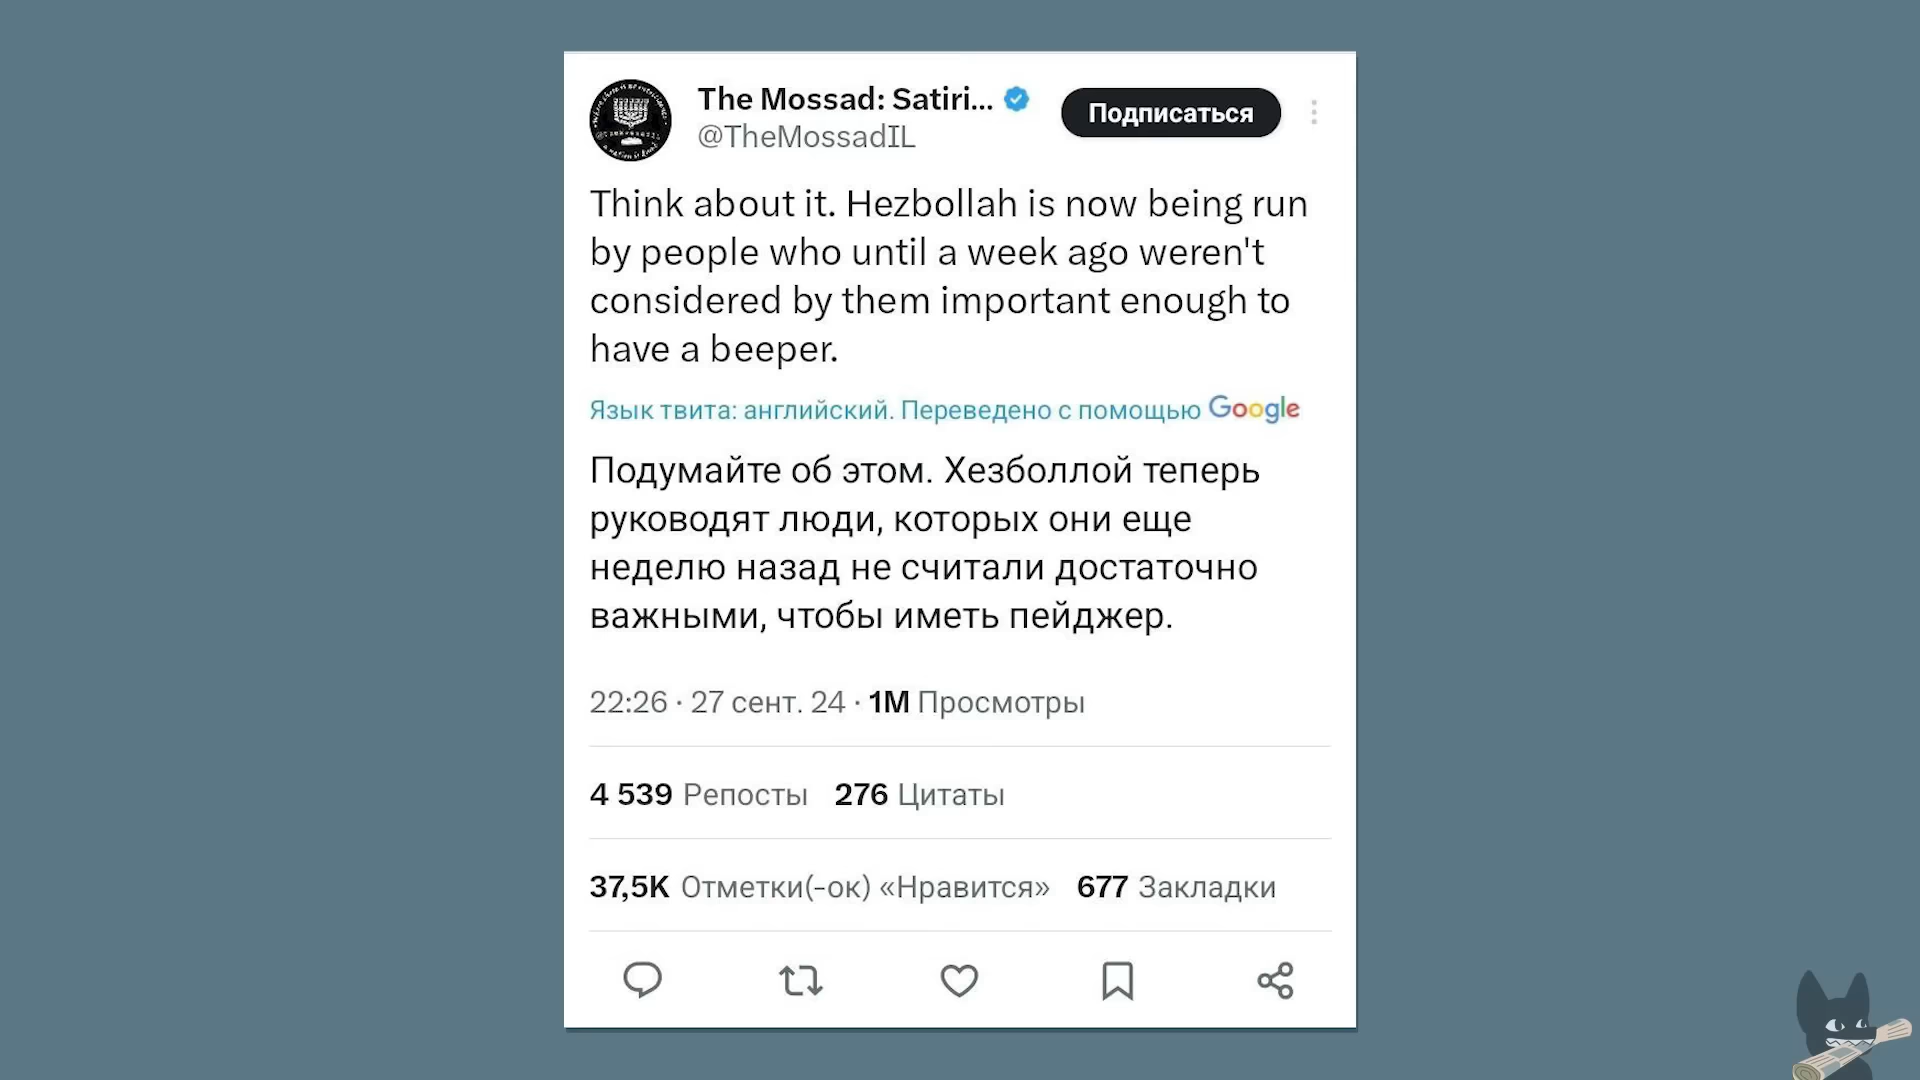 The Mossad: Satiri...
@TheMossadIL
Подписаться
Think about it. Hezbollah is now being run
by people who until a week ago weren't
considered by them important enough to
have a beeper.
Язык твита: английский. Переведено с помощью Google
Подумайте об этом. Хезболлой теперь
руководят люди, которых они еще
неделю назад не считали достаточно
важными, чтобы иметь пейджер.
22:26 · 27 сент. 24 · 1M Просмотры
4 539 Репосты 276 Цитаты
37,5K Отметки(-ок) «Нравится» 677 Закладки